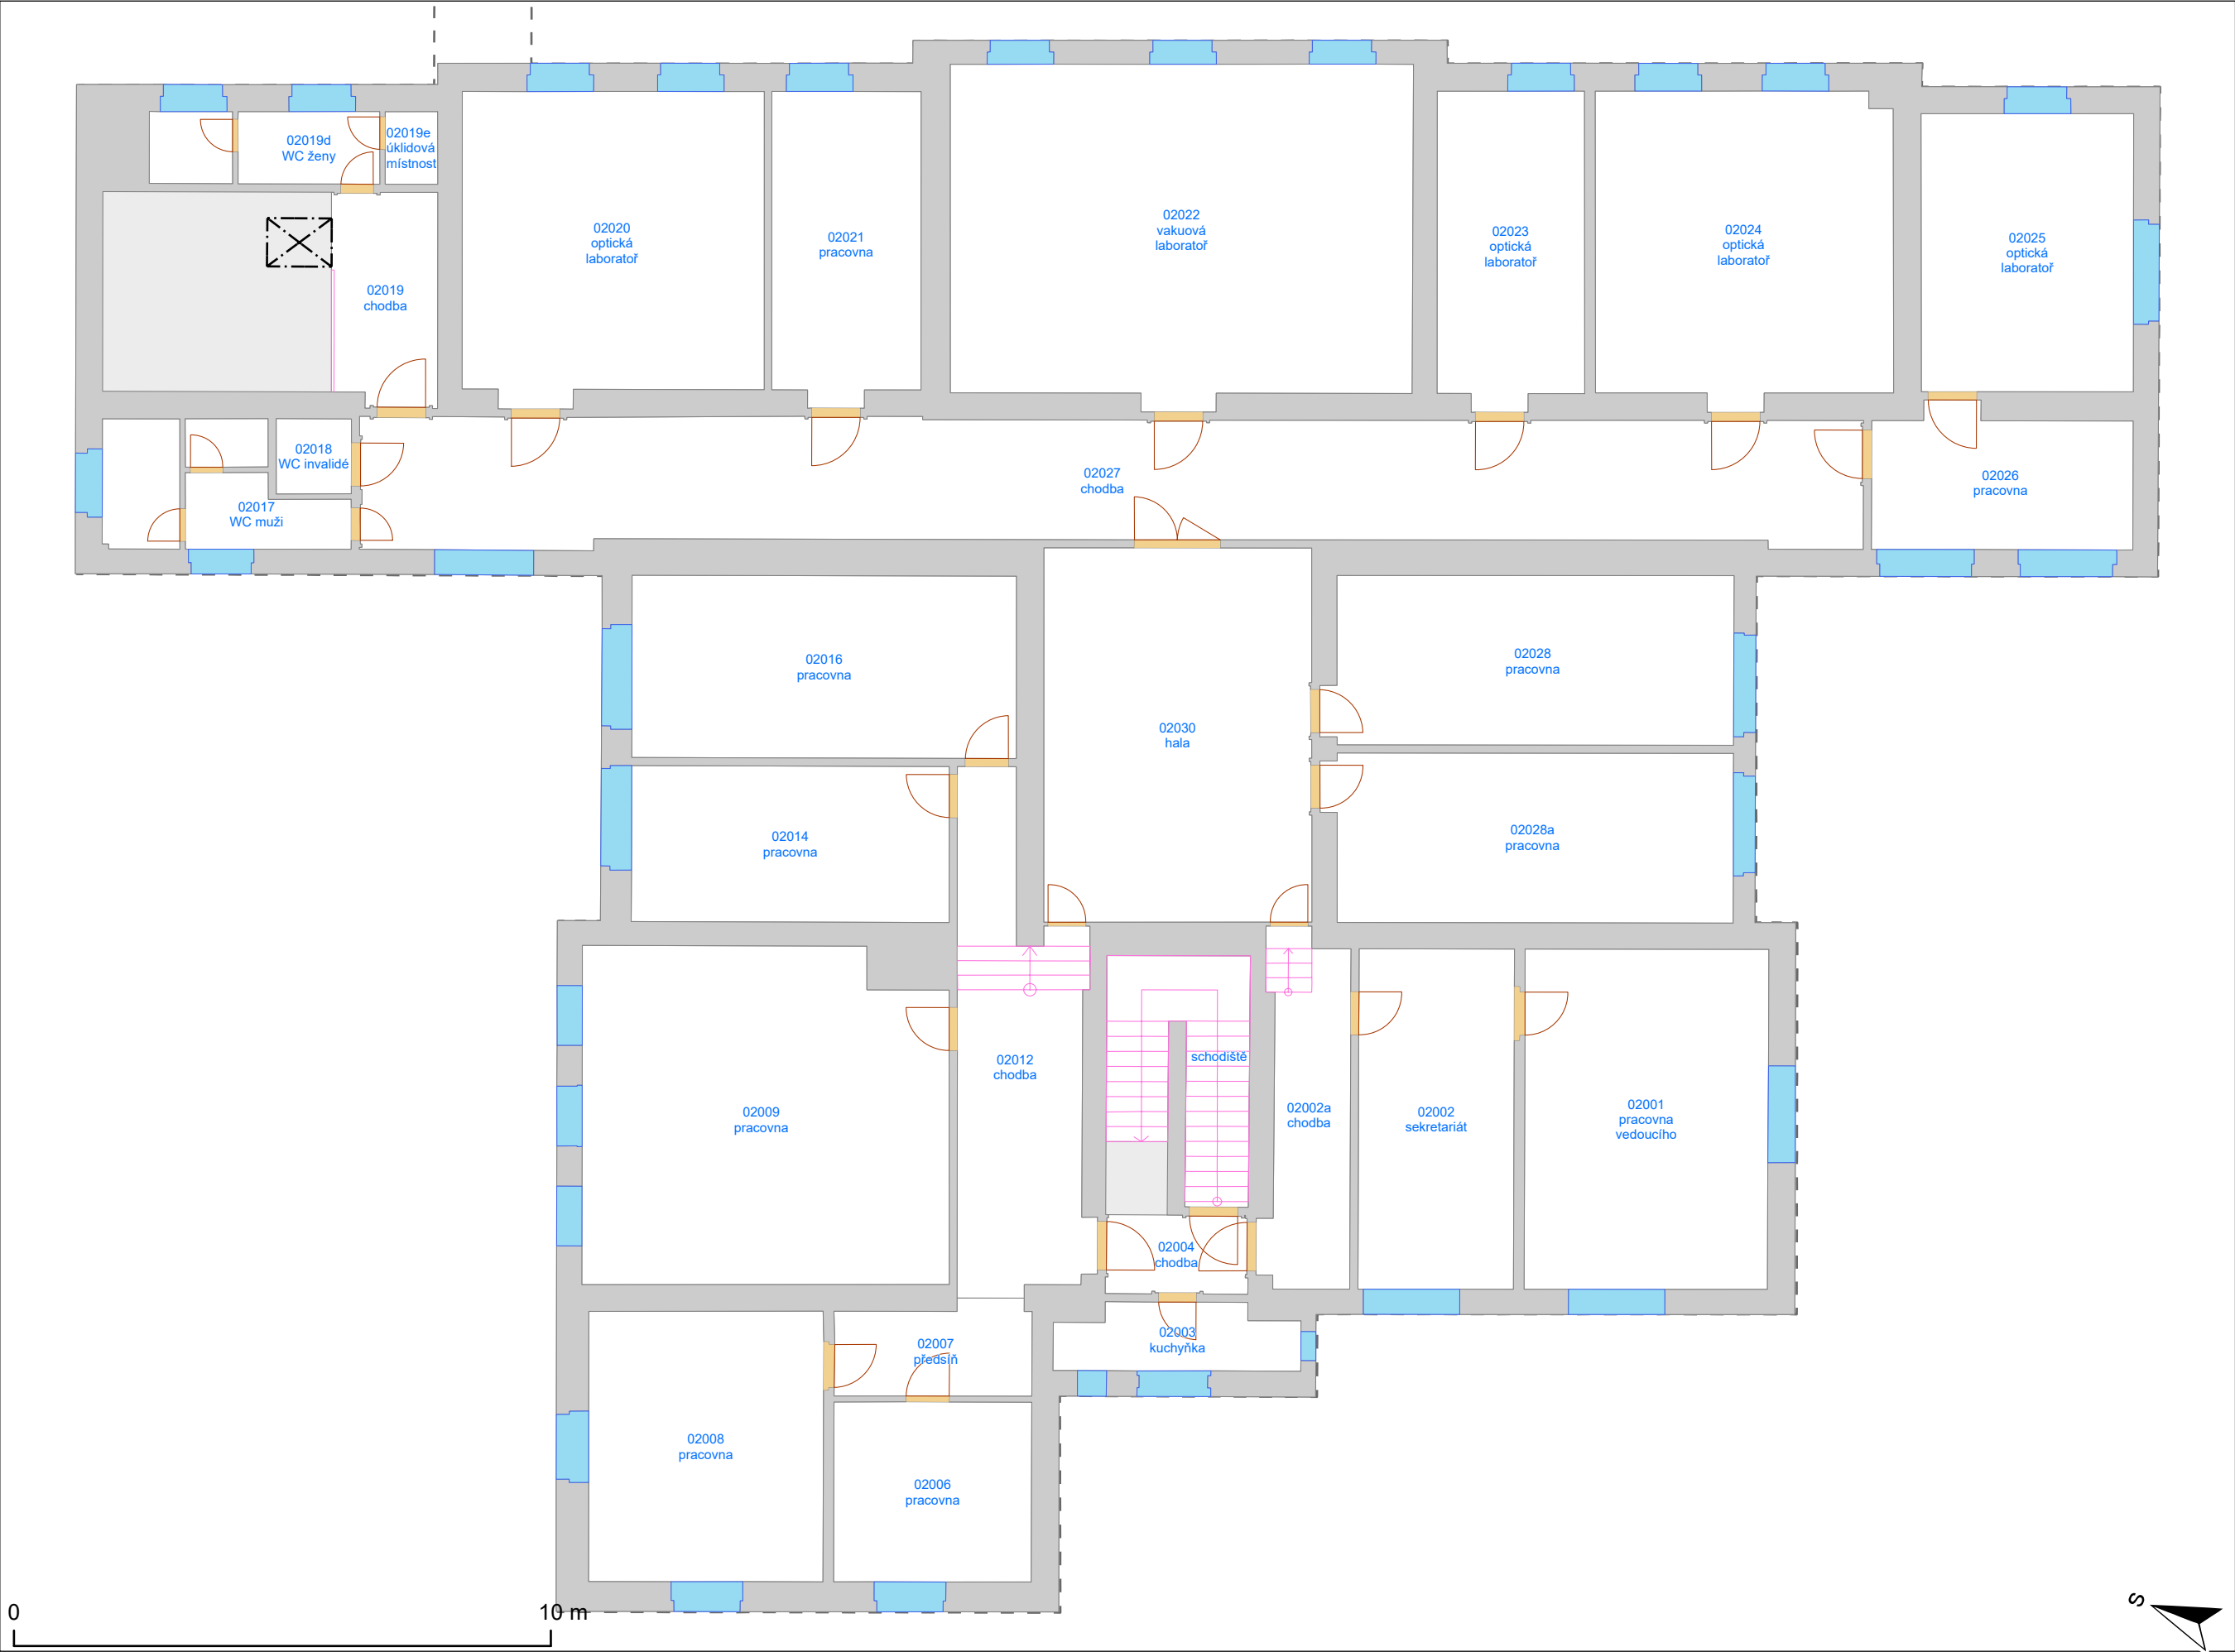 02019d
WC ženy
02019e
úklidová
místnost
02019
chodba
02020
optická
laboratoř
02021
pracovna
02022
vakuová
laboratoř
02023
optická
laboratoř
02024
optická
laboratoř
02025
optická
laboratoř
02018
WC invalidé
02017
WC muži
02027
chodba
02026
pracovna
02016
pracovna
02030
hala
02028
pracovna
02014
pracovna
02028a
pracovna
02009
pracovna
02012
chodba
schodiště
02002a
chodba
02002
sekretariát
02001
pracovna
vedoucího
02004
chodba
02007
předsíň
02003
kuchyňka
02008
pracovna
02006
pracovna
0
10 m
S